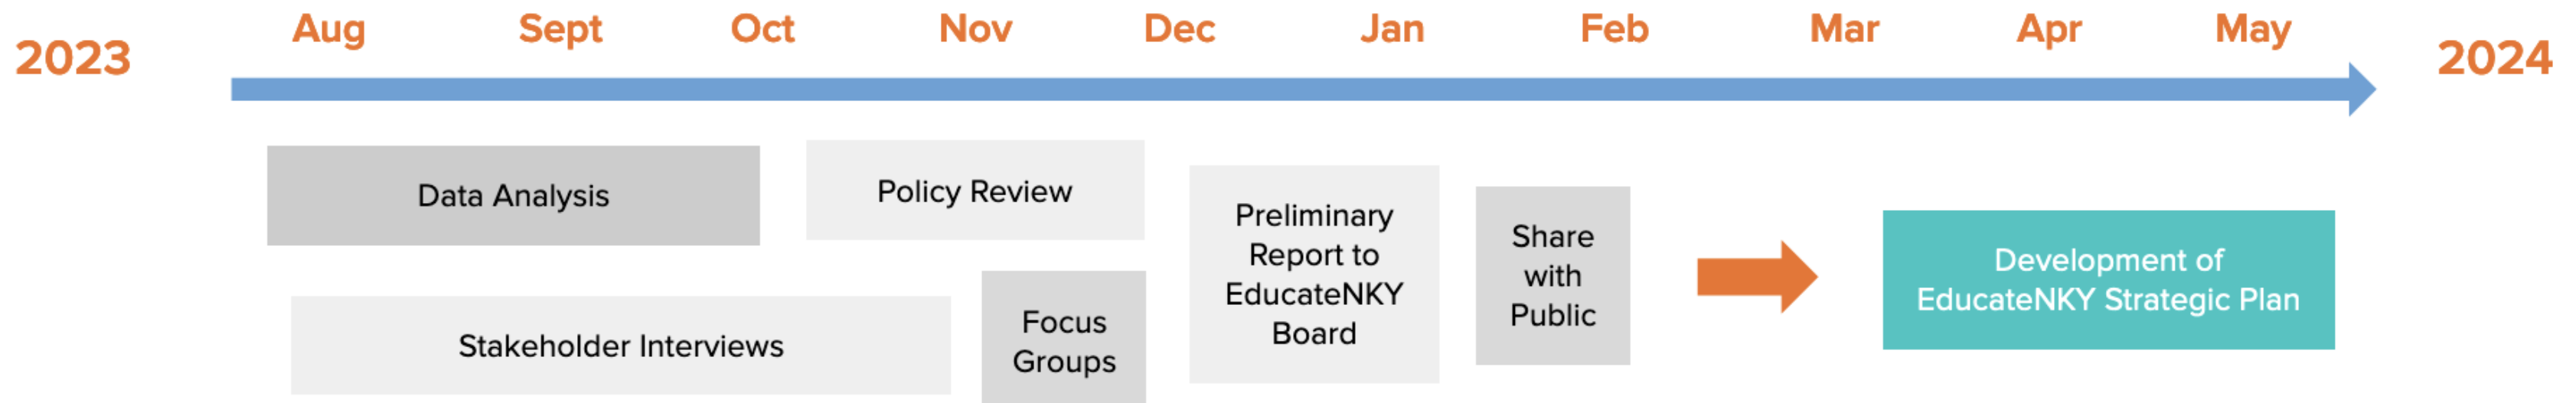 2023
Aug
Sept
Oct
Nov
Dec
Jan
Feb
Mar
Apr
May
2024
Data Analysis
Policy Review
Stakeholder Interviews
Focus
Groups
Preliminary
Report to
EducateNKY
Board
Share
with
Public
Development of
EducateNKY Strategic Plan